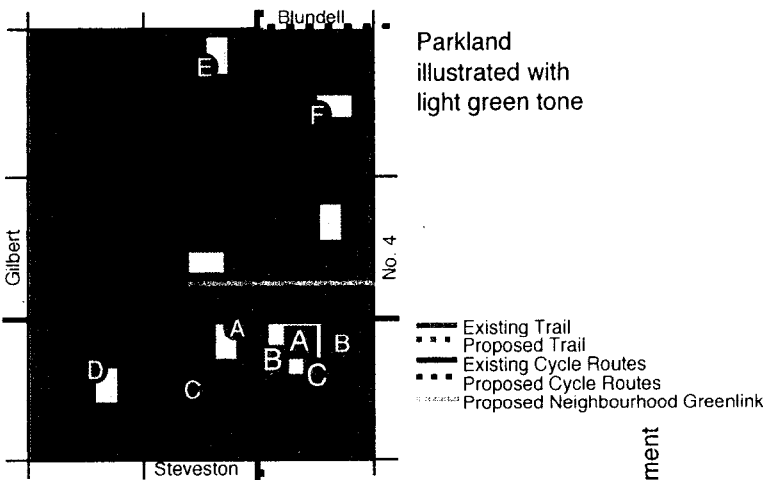 Blundell
Parkland
illustrated with
light green tone
E
F
Gilbert
No. 4
A
A
B
B
C
D
C
Steveston
Existing Trail
Proposed Trail
Existing Cycle Routes
Proposed Cycle Routes
Proposed Neighbourhood Greenlink
ment